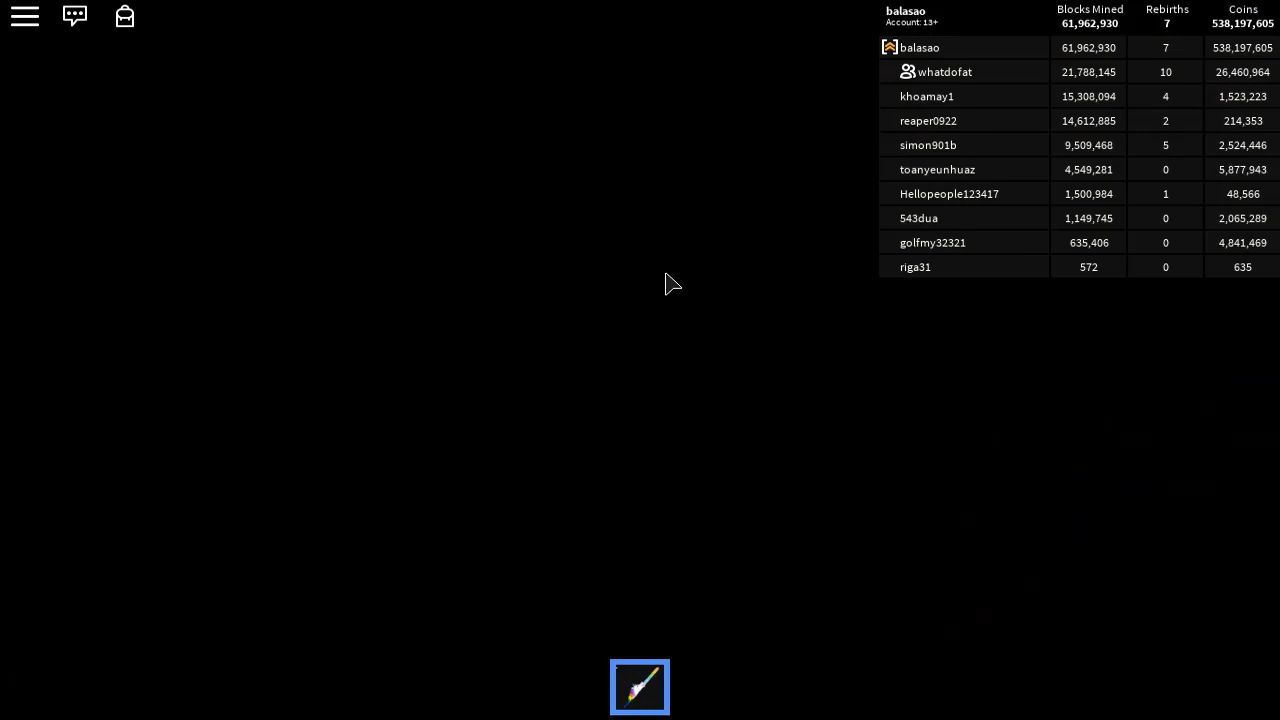 balasao
Account: 13+
Blocks Mined
61,962,930
Rebirths
7
Coins
538,197,605
balasao 61,962,930 7 538,197,605
whatdofat 21,788,145 10 26,460,964
khoamay1 15,308,094 4 1,523,223
reaper0922 14,612,885 2 214,353
simon901b 9,509,468 5 2,524,446
toanyeunhuaz 4,549,281 0 5,877,943
Hellopeople123417 1,500,984 1 48,566
543dua 1,149,745 0 2,065,289
golfmy32321 635,406 0 4,841,469
riga31 572 0 635